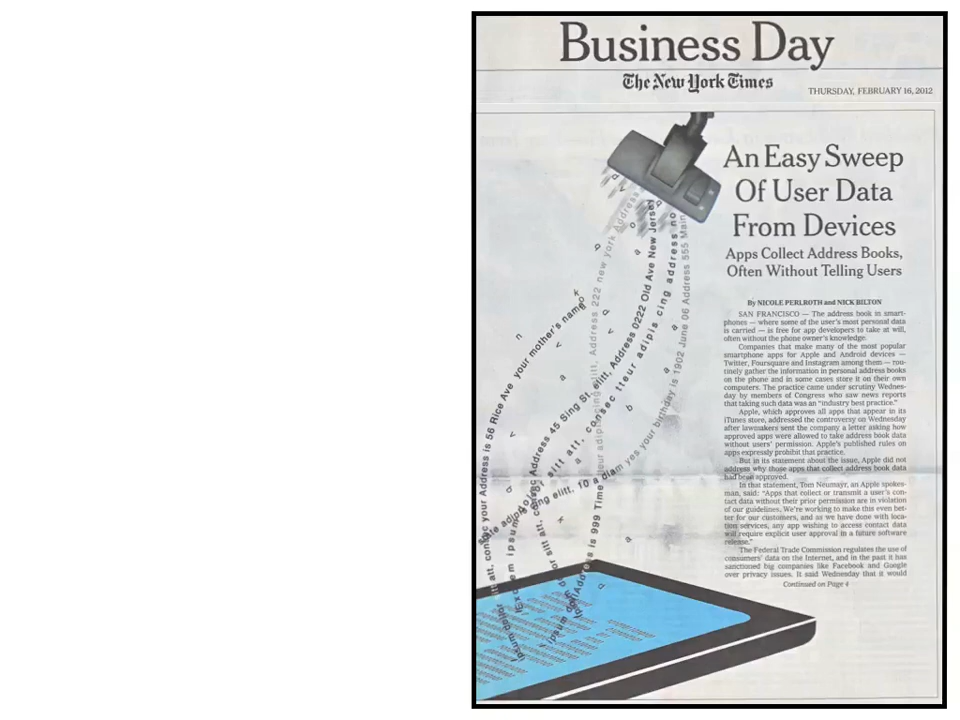 Business Day
The New York Times
THURSDAY, FEBRUARY 16, 2012
An Easy Sweep
Of User Data
From Devices
Apps Collect Address Books,
Often Without Telling Users
By NICOLE PERLROTH and NICK BILTON
SAN FRANCISCO — The address book in smart-
phones — where some of the user's most personal data
is carried — is free for app developers to take at will,
often without the phone owner's knowledge.
Companies that make many of the most popular
smartphone apps for Apple and Android devices —
Twitter, Foursquare and Instagram among them — rou-
tinely gather the information in personal address books
on the phone and in some cases store it on their own
computers. The practice came under scrutiny Wednes-
day by members of Congress who saw news reports
that taking such data was an "industry best practice."
Apple, which approves all apps that appear in its
iTunes store, addressed the controversy on Wednesday
after lawmakers sent the company a letter asking how
approved apps were allowed to take address book data
without users' permission. Apple's published rules on
apps expressly prohibit that practice.
But in its statement about the issue, Apple did not
address why those apps that collect address book data
had been approved.
In that statement, Tom Neumayr, an Apple spokes-
man, said: "Apps that collect or transmit a user's con-
tact data without their prior permission are in violation
of our guidelines. We're working to make this even bet-
ter for our customers, and as we have done with loca-
tion services, any app wishing to access contact data
will require explicit user approval in a future software
release."
The Federal Trade Commission regulates the use of
consumers' data on the Internet, and in the past it has
sanctioned big companies like Facebook and Google
over privacy issues. It said Wednesday that it would
Continued on Page 4
your Address is 56 Rice Ave your mother's name
Address 45 Sing St, elitt, Address 0222 Old Ave New Jersey
elitt att, consec tteur adipis cing address no
cing elitt. 10 a diam yes your birthday is 1902 June 06 Address 555 Main
is 999 Time
Address 222 new york Address